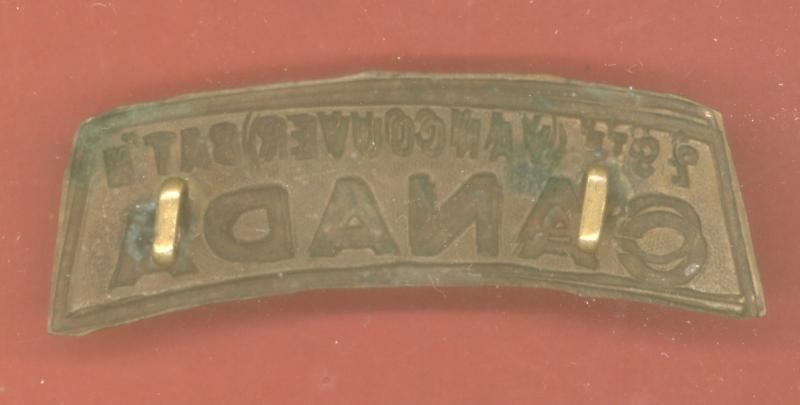 29TH (VANCOUVER) BAT'N
CANADA